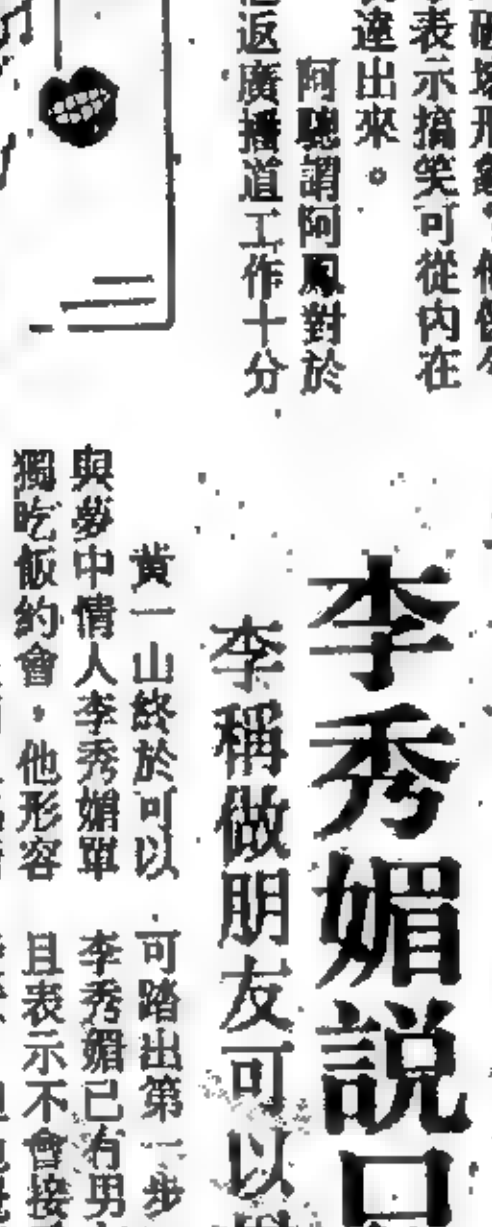 表示搞笑可從內在
達出來。
阿聰謂阿鳳對於
返廣播道工作十分
李秀媚説
李稱做朋友可以
黃一山終於可以
與夢中情人李秀媚單
獨吃飯約會，他形容
可踏出第一步
李秀媚已有男
且表示不會接